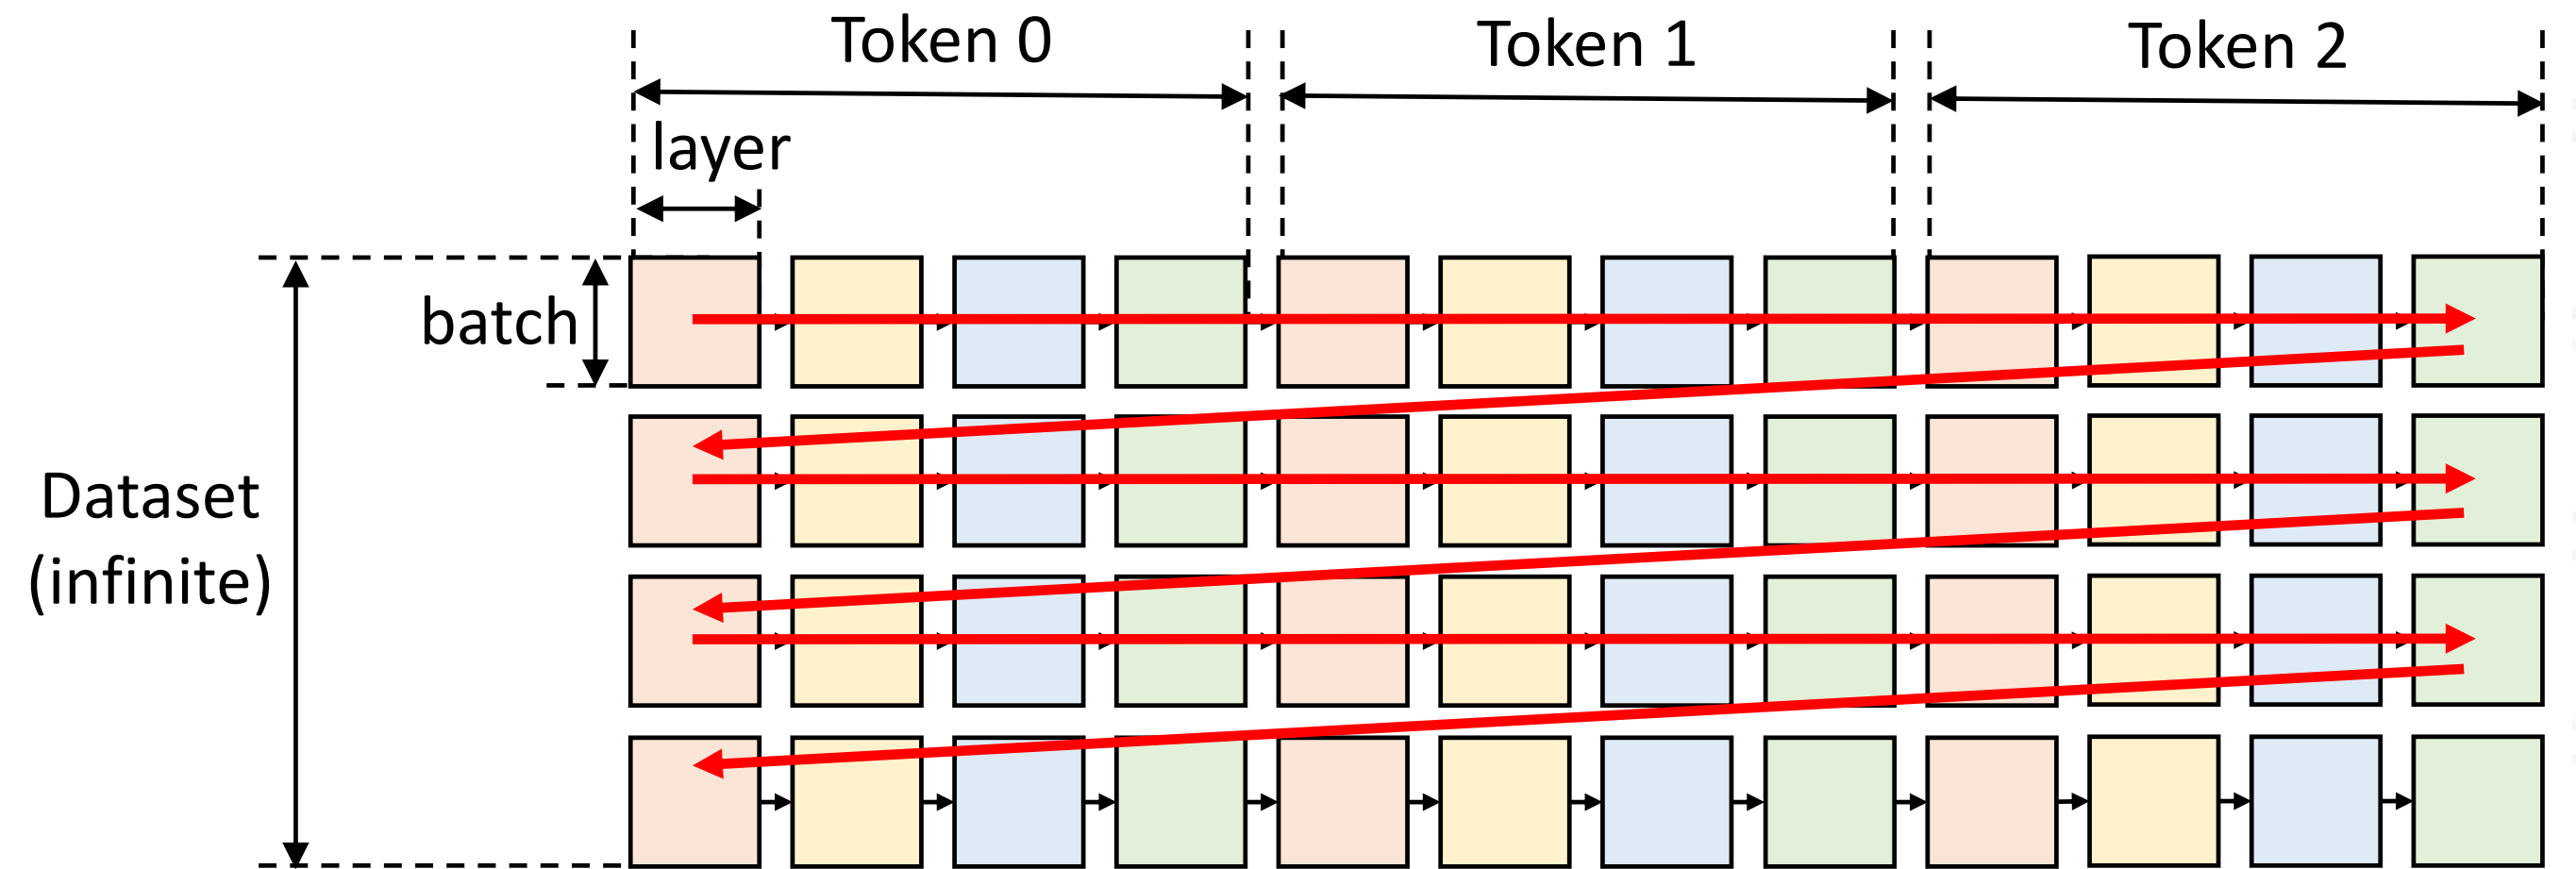 Token 0
Token 1
Token 2
layer
batch
Dataset
(infinite)